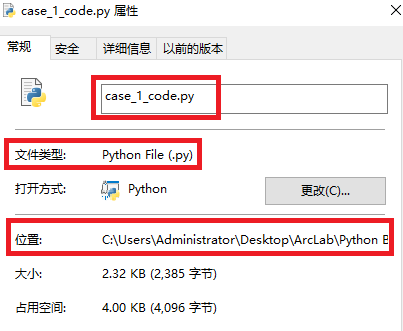 case_1_code.py 属性
常规 安全 详细信息 以前的版本
case_1_code.py
文件类型: Python File (.py)
打开方式: Python 更改(C)...
位置: C:\Users\Administrator\Desktop\ArcLab\Python B
大小: 2.32 KB (2,385 字节)
占用空间: 4.00 KB (4,096 字节)